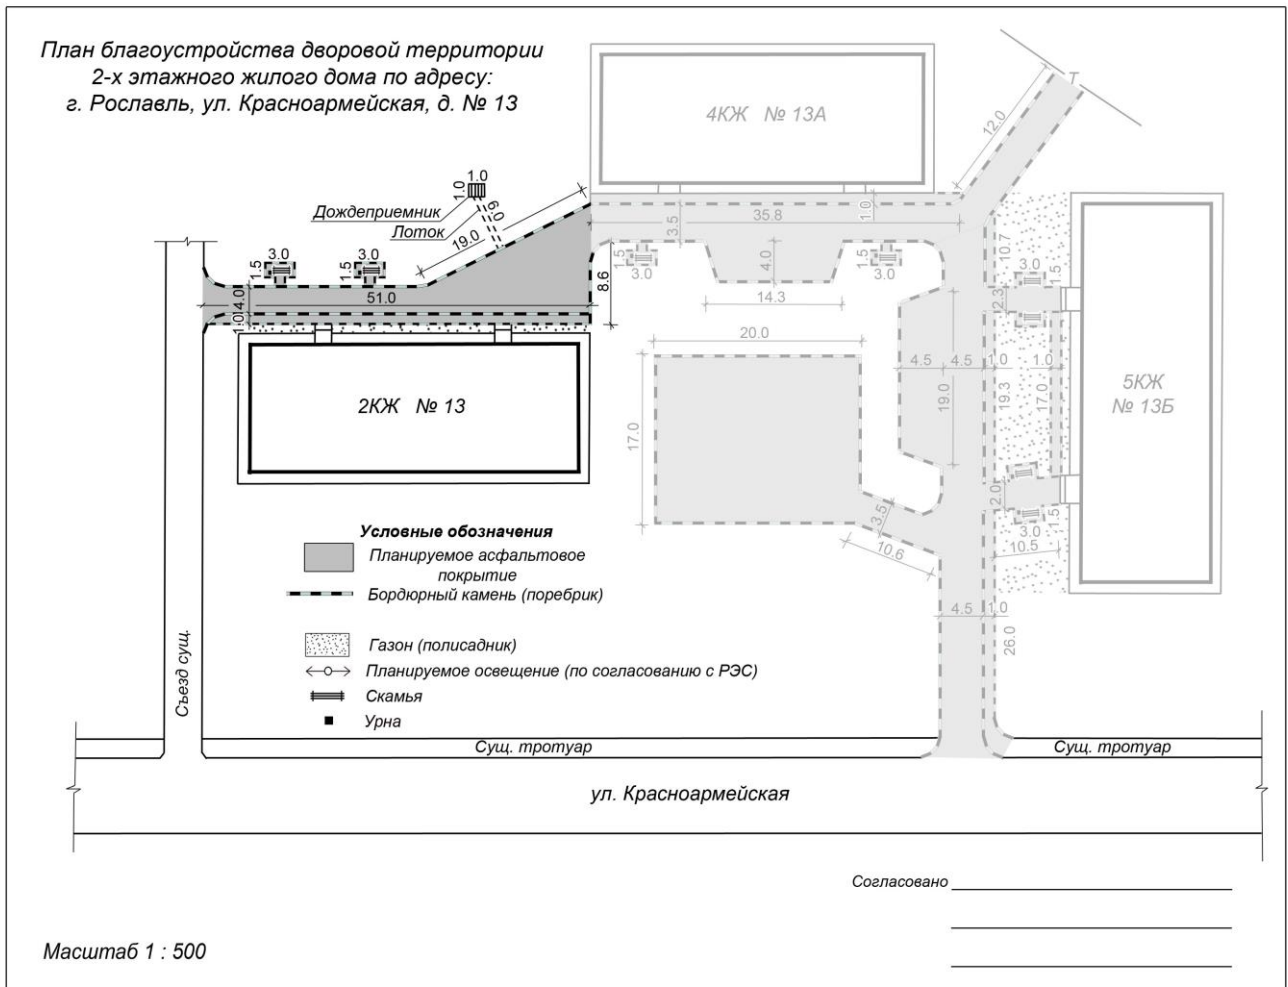 План благоустройства дворовой территории
2-х этажного жилого дома по адресу:
г. Рославль, ул. Красноармейская, д. № 13
4КЖ № 13А
12.0
1.0
1.0
6.0
Дождеприемник
Лоток
19.0
35.8
3.5
1.0
3.0
1.5
3.0
1.5
51.0
4.0
1.0
8.6
1.5
3.0
4.0
1.5
3.0
14.3
10.7
3.0
1.5
2.3
20.0
4.5
4.5
1.0
1.0
19.0
19.3
17.0
17.0
2КЖ № 13
5КЖ
№ 13Б
2.0
3.0
1.5
10.5
3.5
10.6
4.5
1.0
26.0
Условные обозначения
Планируемое асфальтовое
покрытие
Бордюрный камень (поребрик)
Газон (полисадник)
Планируемое освещение (по согласованию с РЭС)
Скамья
Урна
Съезд сущ.
Сущ. тротуар
Сущ. тротуар
ул. Красноармейская
Согласовано
Масштаб 1 : 500